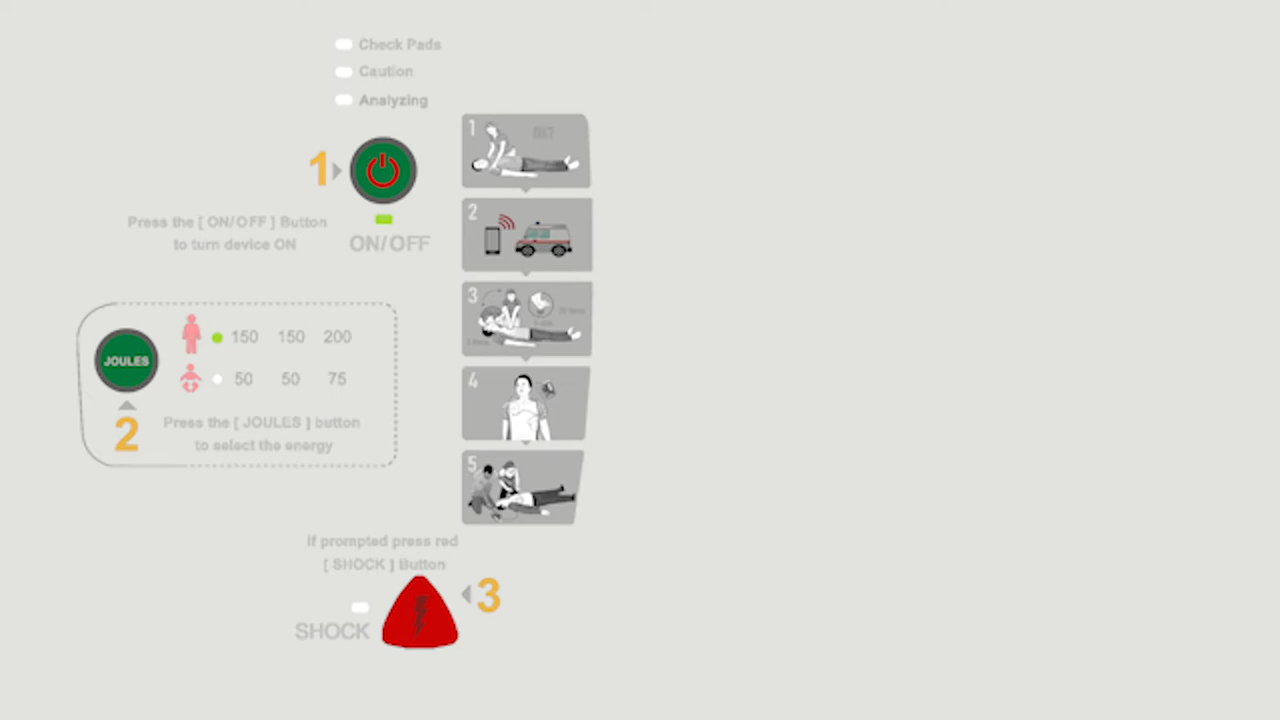 Check Pads
Caution
Analyzing
1
1
Press the [ ON/OFF ] Button
to turn device ON
ON/OFF
2
3
JOULES
150 150 200
50 50 75
2
Press the [ JOULES ] button
to select the energy
4
5
If prompted press red
[ SHOCK ] Button
3
SHOCK